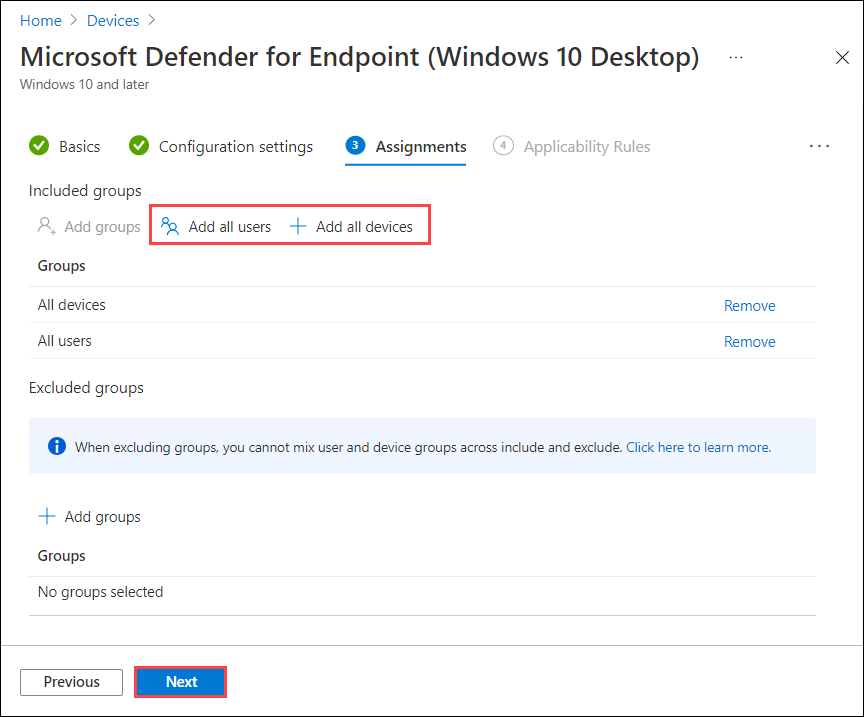 Home > Devices >
Microsoft Defender for Endpoint (Windows 10 Desktop) ...
Windows 10 and later
Basics Configuration settings 3 Assignments 4 Applicability Rules ...
Included groups
Add groups Add all users + Add all devices
Groups
All devices Remove
All users Remove
Excluded groups
When excluding groups, you cannot mix user and device groups across include and exclude. Click here to learn more.
+ Add groups
Groups
No groups selected
Previous Next